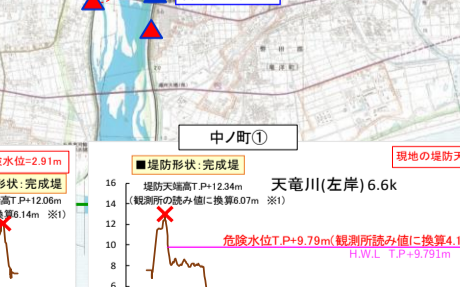 中ノ町①
険水位=2.91m
現地の堤防天
■堤防形状:完成堤
形状:完成堤
高T.P+12.06m
換算6.14m ※1)
堤防天端高T.P+12.34m
(観測所の読み値に換算6.07m ※1)
天竜川(左岸) 6.6k
危険水位T.P+9.79m(観測所読み値に換算4.1
H.W.L T.P+9.791m
16
14
12
10
8
6